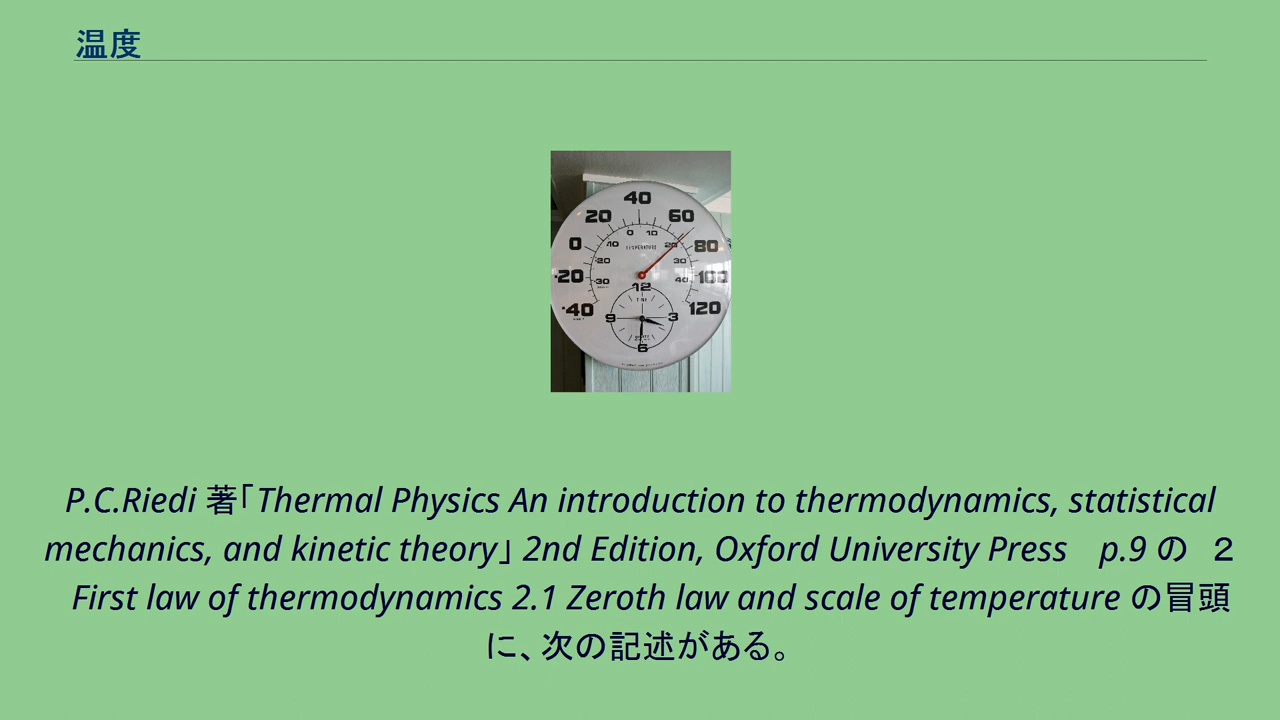 温度
40
20 60
0 10
0 10 20 80
TEMPERATURE
20 30
20 30 40 100
40 12 120
TIME
9 3
6
P.C.Riedi 著「Thermal Physics An introduction to thermodynamics, statistical
mechanics, and kinetic theory」 2nd Edition, Oxford University Press　p.9 の　２
First law of thermodynamics 2.1 Zeroth law and scale of temperature の冒頭
に、次の記述がある。